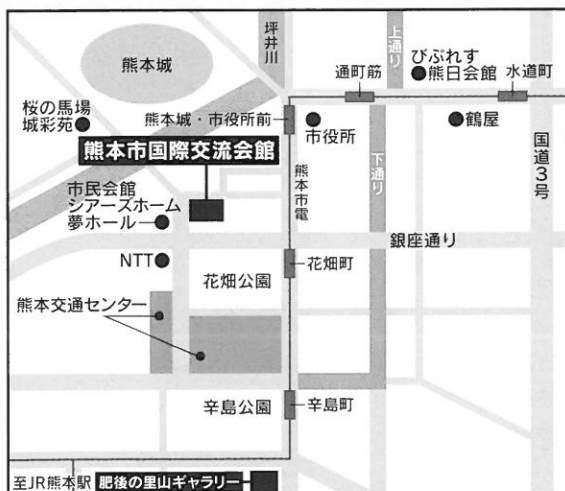 坪井川
上通り
熊本城
びぷれす
熊日会館
通町筋
水道町
桜の馬場
城彩苑
熊本城・市役所前
市役所
鶴屋
国道3号
熊本市国際交流会館
下通り
熊本市電
市民会館
シアーズホーム
夢ホール
銀座通り
NTT
花畑公園
花畑町
熊本交通センター
辛島公園
辛島町
至JR熊本駅
肥後の里山ギャラリー